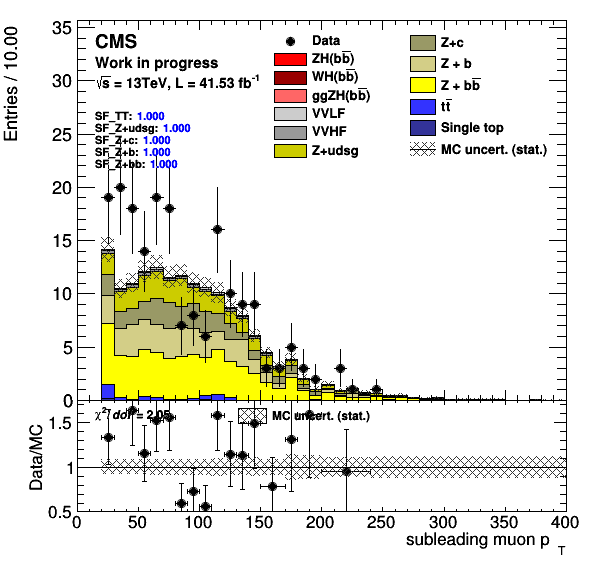 CMS
Work in progress
√s = 13TeV, L = 41.53 fb⁻¹
SF_TT: 1.000
SF_Z+udsg: 1.000
SF_Z+c: 1.000
SF_Z+b: 1.000
SF_Z+bb: 1.000
Data
ZH(bb̅)
WH(bb̅)
ggZH(bb̅)
VVLF
VVHF
Z+udsg
Z+c
Z + b
Z + bb̅
tt̅
Single top
MC uncert. (stat.)
Entries / 10.00
35
30
25
20
15
10
5
0
χ²/ dof = 2.05
MC uncert. (stat.)
Data/MC
1.5
1
0.5
0 50 100 150 200 250 300 350 400
subleading muon p_T